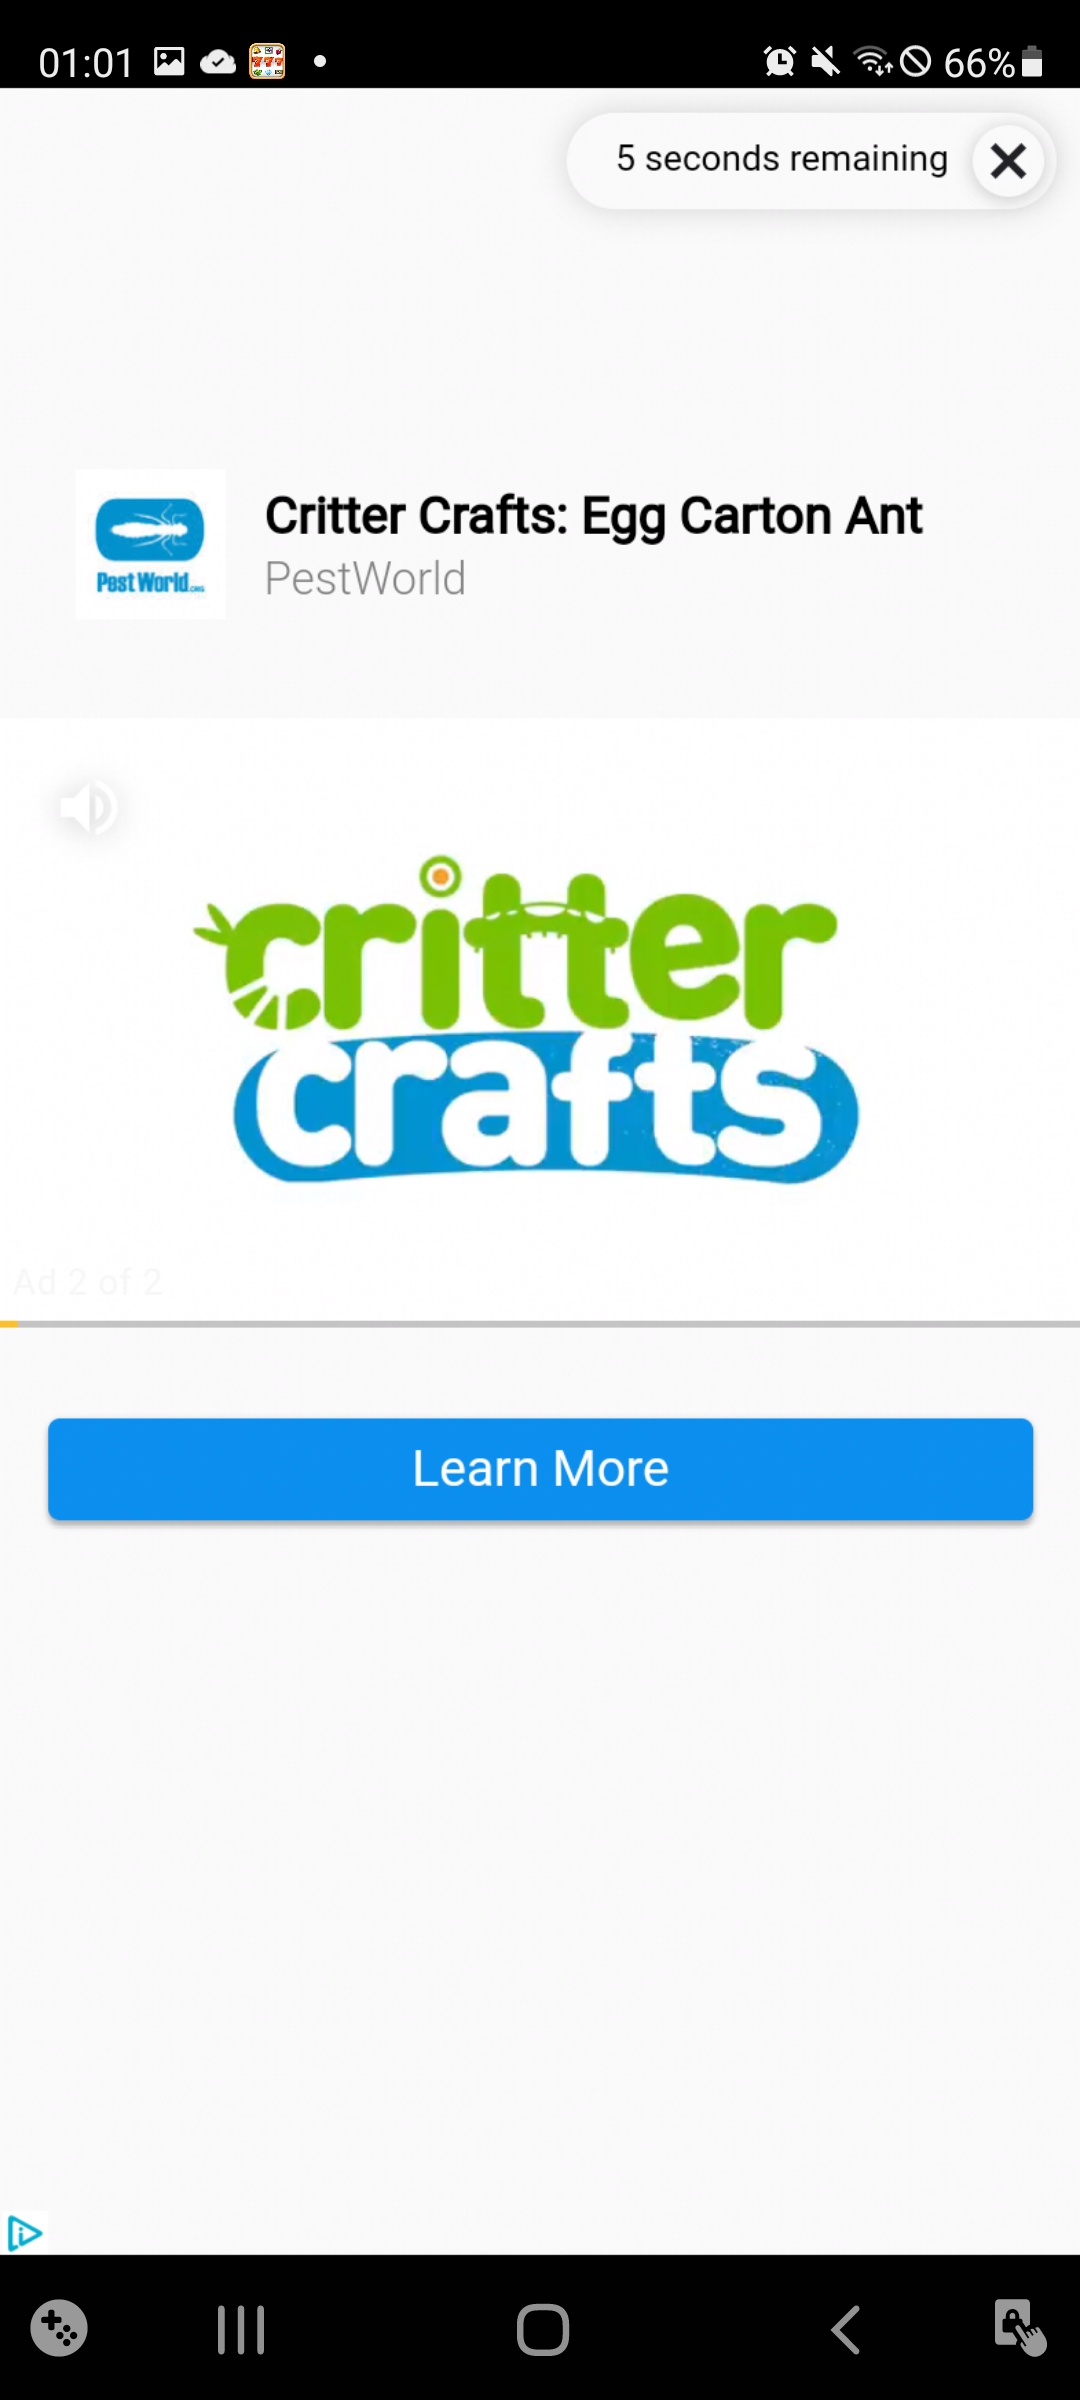 01:01 66%
5 seconds remaining
PestWorld.ORG
Critter Crafts: Egg Carton Ant
PestWorld
critter
crafts
Ad 2 of 2
Learn More